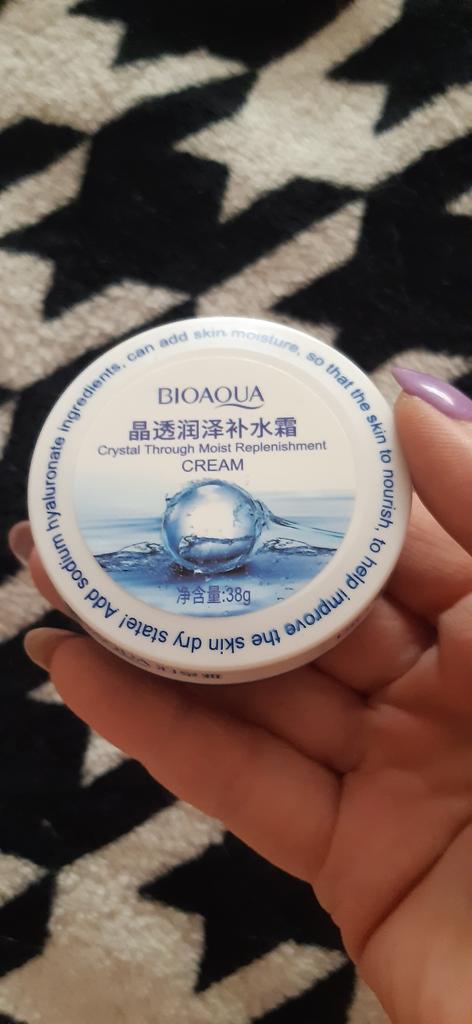 BIOAQUA
晶透润泽补水霜
Crystal Through Moist Replenishment
CREAM
净含量:38g
Add sodium hyaluronate ingredients, can add skin moisture, so that the skin to nourish, to help improve the skin dry state!